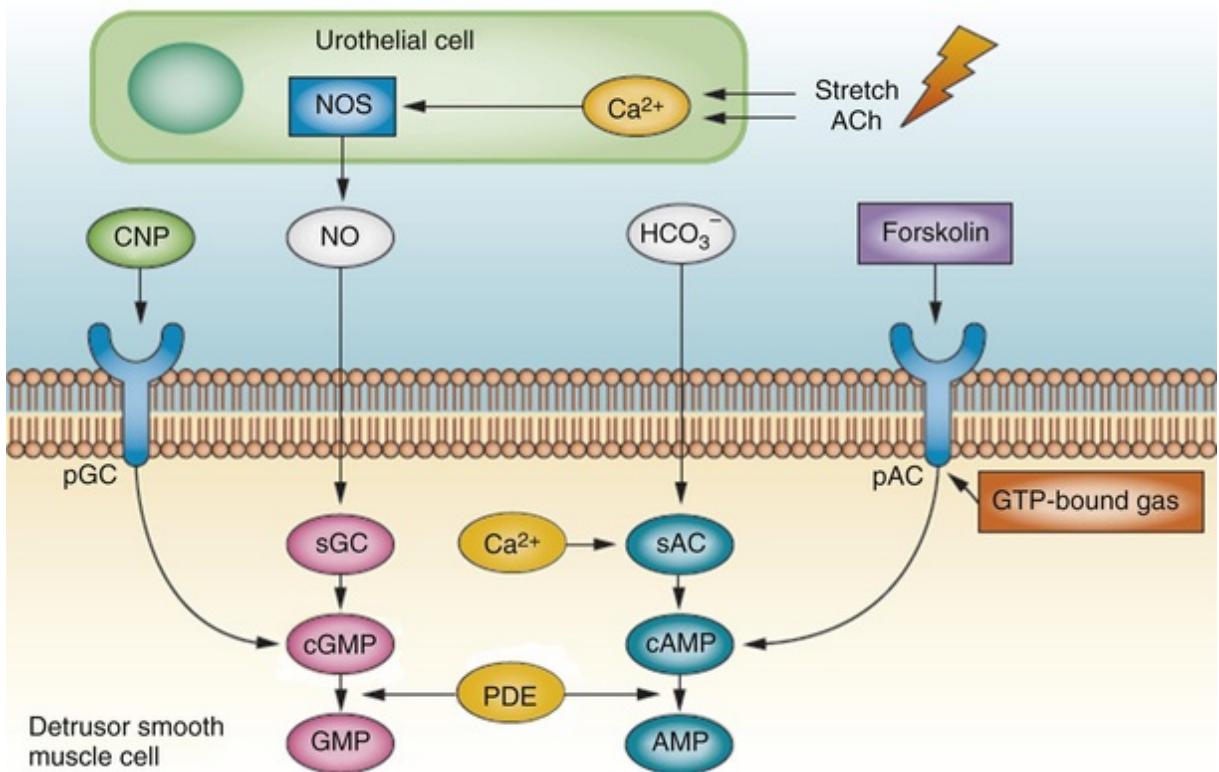 Urothelial cell
NOS
Ca²⁺
Stretch
ACh
CNP
NO
HCO₃⁻
Forskolin
pGC
pAC
GTP-bound gas
sGC
Ca²⁺
sAC
cGMP
cAMP
PDE
Detrusor smooth
muscle cell
GMP
AMP